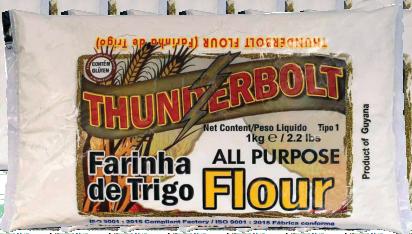 THUNDERBOLT FLOUR (Farinha de Trigo)
CONTÉM
GLÚTEN
THUNDERBOLT
Net Content/Peso Liquido Tipo 1
1kg e / 2.2 lbs
Farinha
de Trigo
ALL PURPOSE
Flour
Product of Guyana
ISO 9001 : 2015 Compliant Factory / ISO 9001 : 2015 Fábrica conforme